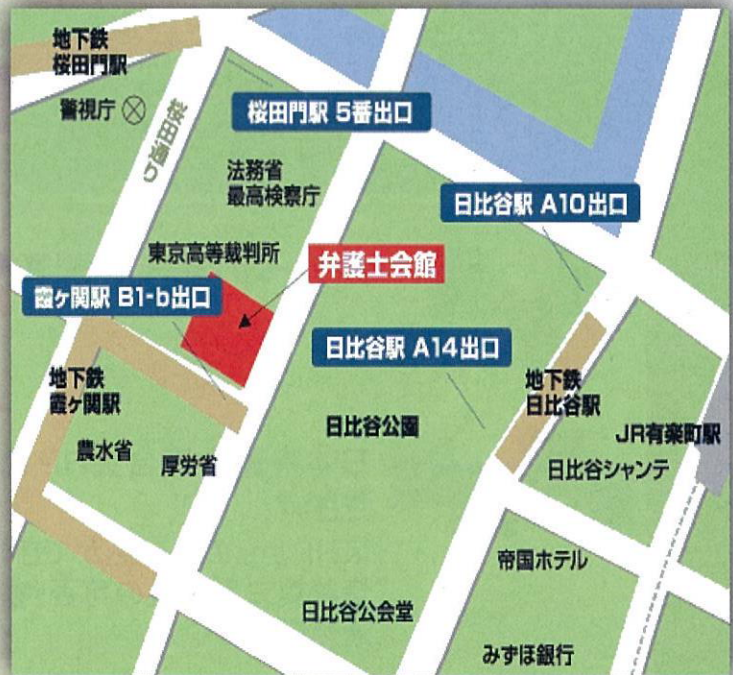 地下鉄
桜田門駅
警視庁
桜田通り
桜田門駅 5番出口
法務省
最高検察庁
日比谷駅 A10出口
東京高等裁判所
弁護士会館
霞ヶ関駅 B1-b出口
日比谷駅 A14出口
地下鉄
霞ヶ関駅
地下鉄
日比谷駅
日比谷公園
JR有楽町駅
農水省
厚労省
日比谷シャンテ
帝国ホテル
日比谷公会堂
みずほ銀行